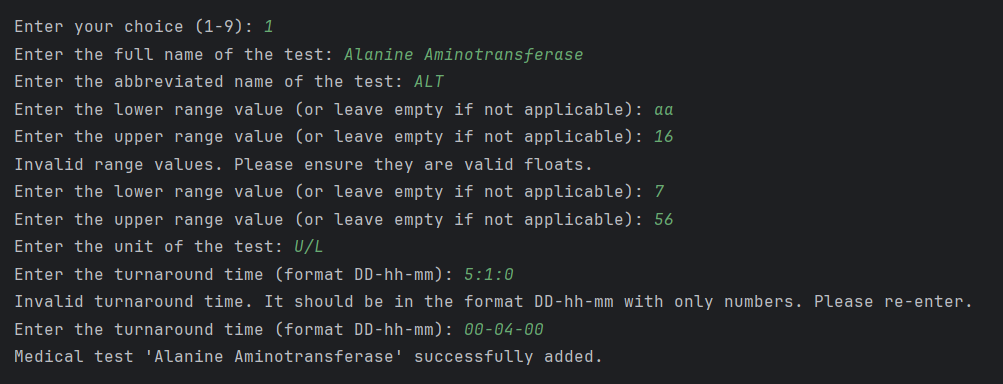 Enter your choice (1-9): 1
Enter the full name of the test: Alanine Aminotransferase
Enter the abbreviated name of the test: ALT
Enter the lower range value (or leave empty if not applicable): aa
Enter the upper range value (or leave empty if not applicable): 16
Invalid range values. Please ensure they are valid floats.
Enter the lower range value (or leave empty if not applicable): 7
Enter the upper range value (or leave empty if not applicable): 56
Enter the unit of the test: U/L
Enter the turnaround time (format DD-hh-mm): 5:1:0
Invalid turnaround time. It should be in the format DD-hh-mm with only numbers. Please re-enter.
Enter the turnaround time (format DD-hh-mm): 00-04-00
Medical test 'Alanine Aminotransferase' successfully added.